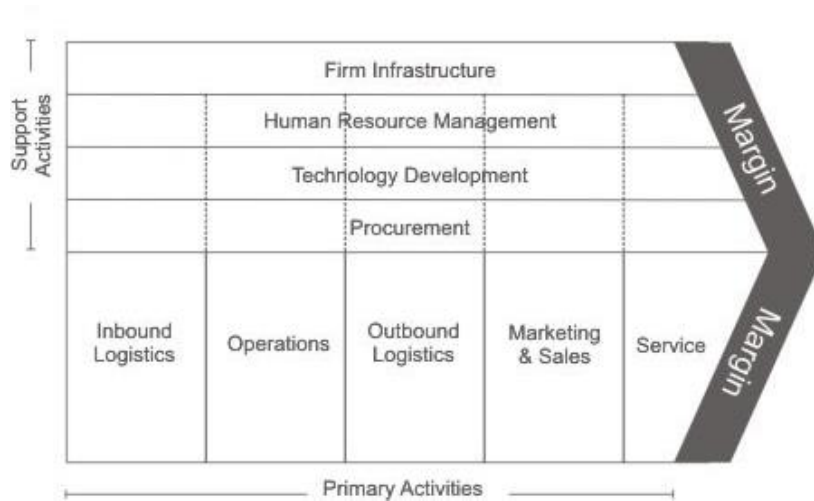 Support
Activities
Firm Infrastructure
Human Resource Management
Technology Development
Procurement
Margin
Inbound
Logistics
Operations
Outbound
Logistics
Marketing
& Sales
Service
Margin
Primary Activities